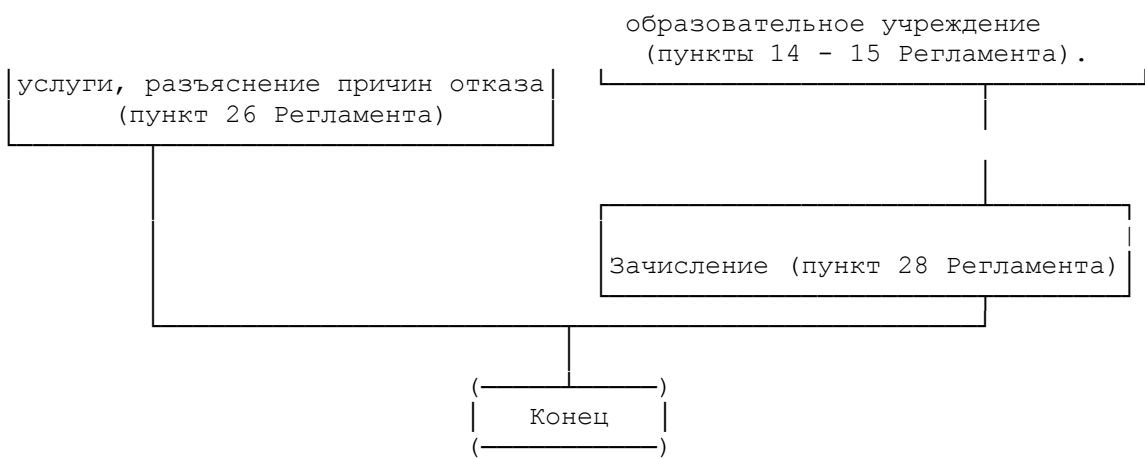 образовательное учреждение
(пункты 14 - 15 Регламента).
услуги, разъяснение причин отказа
(пункт 26 Регламента)
Зачисление (пункт 28 Регламента)
Конец